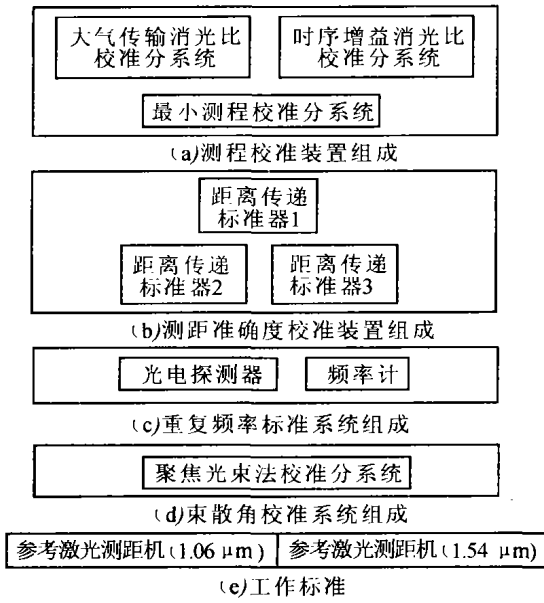 大气传输消光比
校准分系统
时序增益消光比
校准分系统
最小测程校准分系统
(a)测程校准装置组成
距离传递
标准器1
距离传递
标准器2
距离传递
标准器3
(b)测距准确度校准装置组成
光电探测器
频率计
(c)重复频率标准系统组成
聚焦光束法校准分系统
(d)束散角校准系统组成
参考激光测距机(1.06 μm)
参考激光测距机(1.54 μm)
(e)工作标准